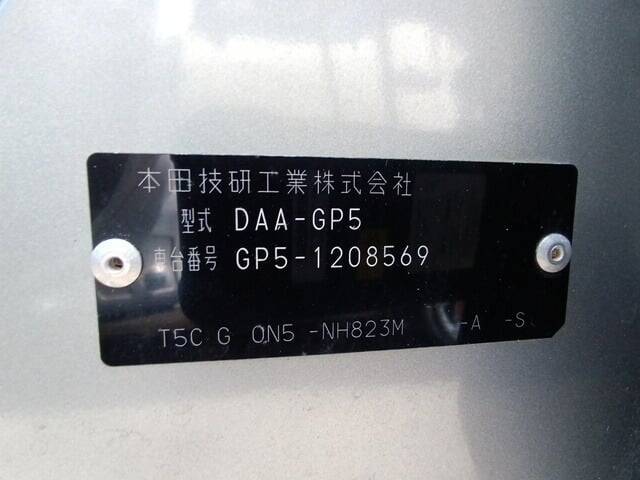 本田技研工業株式会社
型式 DAA-GP5
車台番号 GP5-1208569
T5C G ON5 -NH823M -A -S